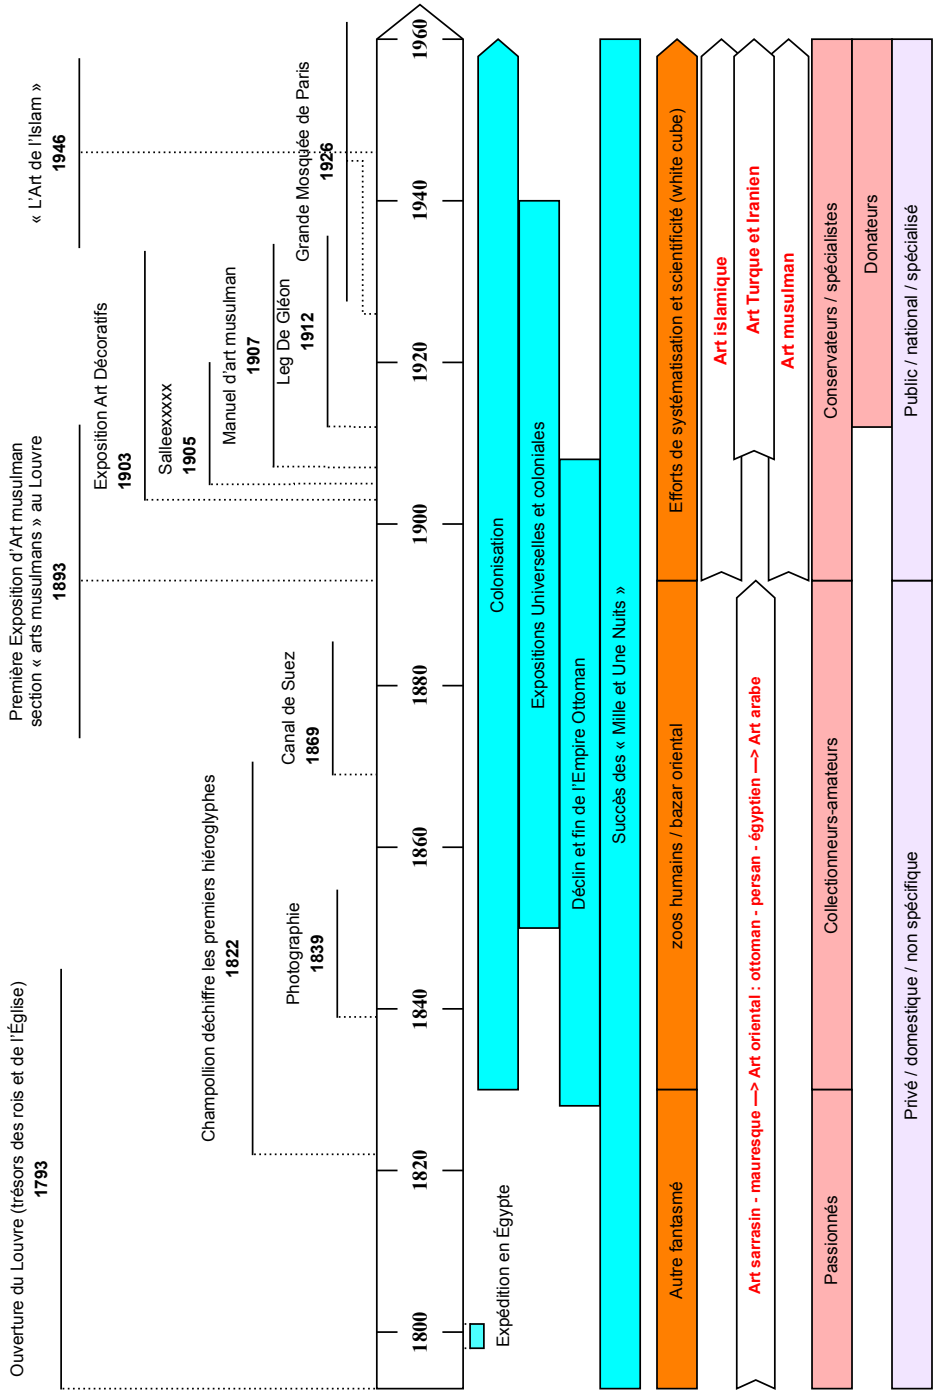 Ouverture du Louvre (trésors des rois et de l'Église)
1793
Première Exposition d'Art musulman
section « arts musulmans » au Louvre
1893
« L'Art de l'Islam »
1946
Exposition Art Décoratifs
1903
Salleexxxxx
1905
Champollion déchiffre les premiers hiéroglyphes
1822
Manuel d'art musulman
1907
Photographie
1839
Canal de Suez
1869
Leg De Gléon
1912
Grande Mosquée de Paris
1926
1800
1820
1840
1860
1880
1900
1920
1940
1960
Expédition en Égypte
Colonisation
Expositions Universelles et coloniales
Déclin et fin de l'Empire Ottoman
Succès des « Mille et Une Nuits »
Autre fantasmé
zoos humains / bazar oriental
Efforts de systématisation et scientificité (white cube)
Art islamique
Art sarrasin - mauresque —> Art oriental : ottoman - persan - égyptien —> Art arabe
Art Turque et Iranien
Art musulman
Passionnés
Collectionneurs-amateurs
Conservateurs / spécialistes
Donateurs
Privé / domestique / non spécifique
Public / national / spécialisé